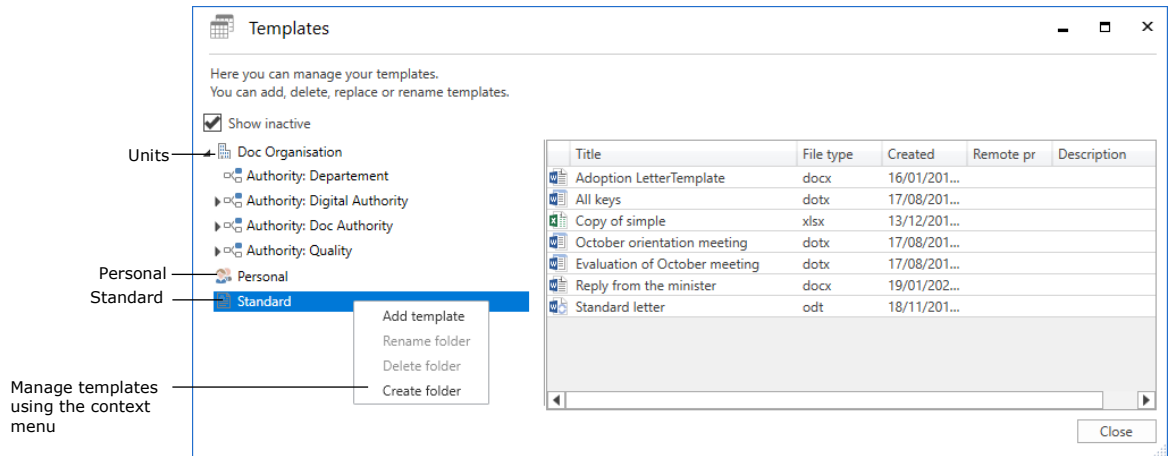 Templates
Here you can manage your templates.
You can add, delete, replace or rename templates.
Show inactive
Units
Doc Organisation
Authority: Departement
Authority: Digital Authority
Authority: Doc Authority
Authority: Quality
Personal
Personal
Standard
Standard
Add template
Rename folder
Delete folder
Create folder
Manage templates
using the context
menu
Title File type Created Remote pr Description
Adoption LetterTemplate docx 16/01/201...
All keys dotx 17/08/201...
Copy of simple xlsx 13/12/201...
October orientation meeting dotx 17/08/201...
Evaluation of October meeting dotx 17/08/201...
Reply from the minister docx 19/01/202...
Standard letter odt 18/11/201...
Close